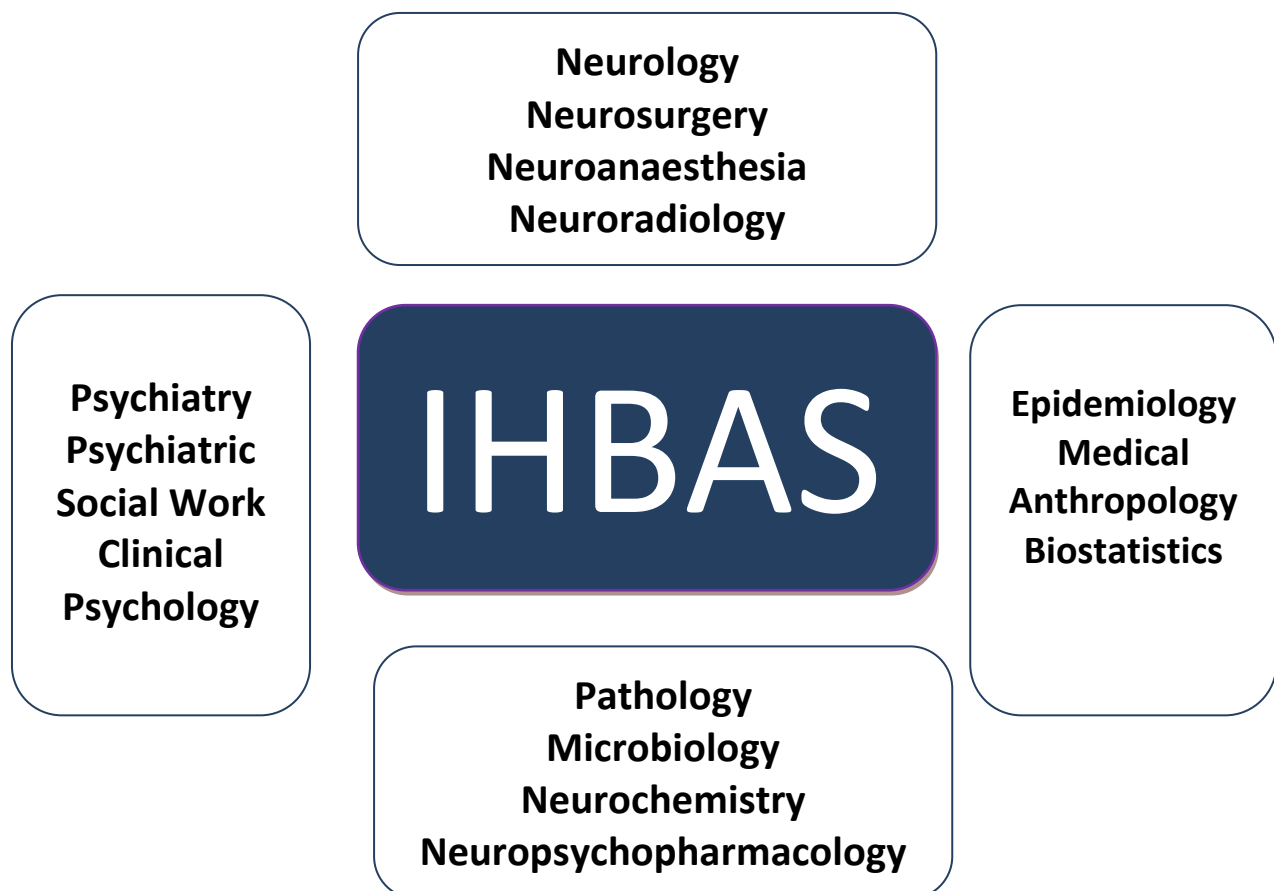 Neurology
Neurosurgery
Neuroanaesthesia
Neuroradiology
Psychiatry
Psychiatric
Social Work
Clinical
Psychology
IHBAS
Epidemiology
Medical
Anthropology
Biostatistics
Pathology
Microbiology
Neurochemistry
Neuropsychopharmacology